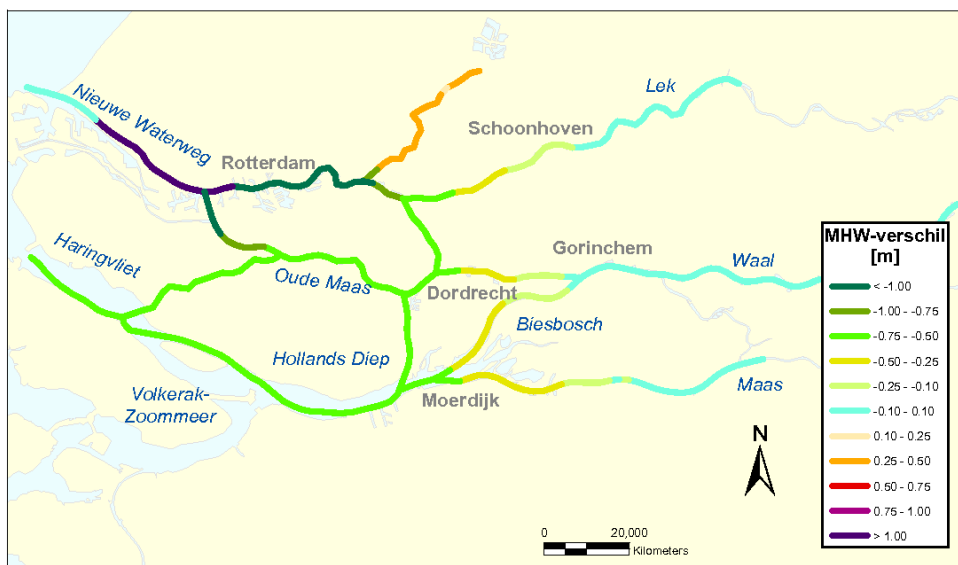 Nieuwe Waterweg
Lek
Schoonhoven
Rotterdam
Haringvliet
Gorinchem
Waal
Oude Maas
Dordrecht
Biesbosch
Hollands Diep
Volkerak-
Zoommeer
Moerdijk
Maas
N
0 20,000
Kilometers
MHW-verschil
[m]
< -1.00
-1.00 - -0.75
-0.75 - -0.50
-0.50 - -0.25
-0.25 - -0.10
-0.10 - 0.10
0.10 - 0.25
0.25 - 0.50
0.50 - 0.75
0.75 - 1.00
> 1.00